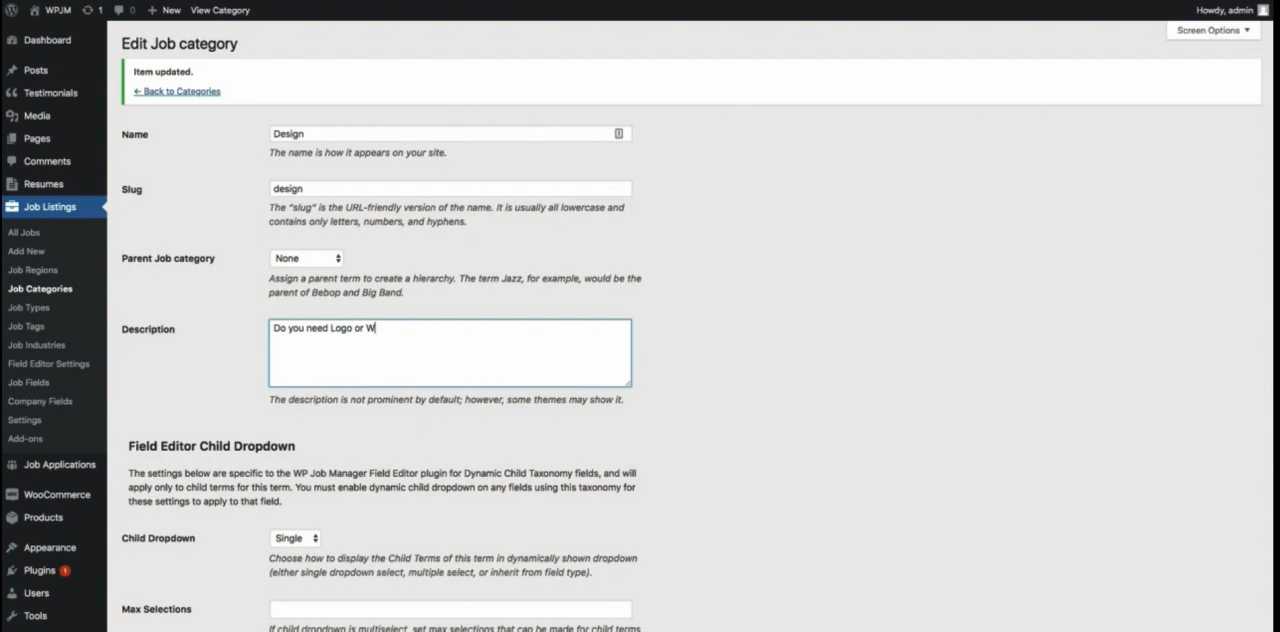 WPJM 1 0 New View Category Howdy, admin
Screen Options ▼
Dashboard
Posts
Testimonials
Media
Pages
Comments
Resumes
Job Listings
All Jobs
Add New
Job Regions
Job Categories
Job Types
Job Tags
Job Industries
Field Editor Settings
Job Fields
Company Fields
Settings
Add-ons
Job Applications
WooCommerce
Products
Appearance
Plugins 1
Users
Tools
Edit Job category
Item updated.
← Back to Categories
Name
Design
The name is how it appears on your site.
Slug
design
The "slug" is the URL-friendly version of the name. It is usually all lowercase and
contains only letters, numbers, and hyphens.
Parent Job category
None
Assign a parent term to create a hierarchy. The term Jazz, for example, would be the
parent of Bebop and Big Band.
Description
Do you need Logo or W
The description is not prominent by default; however, some themes may show it.
Field Editor Child Dropdown
The settings below are specific to the WP Job Manager Field Editor plugin for Dynamic Child Taxonomy fields, and will
apply only to child terms for this term. You must enable dynamic child dropdown on any fields using this taxonomy for
these settings to apply to that field.
Child Dropdown
Single
Choose how to display the Child Terms of this term in dynamically shown dropdown
(either single dropdown select, multiple select, or inherit from field type).
Max Selections
If child dropdown is multiselect, set max selections that can be made for child terms